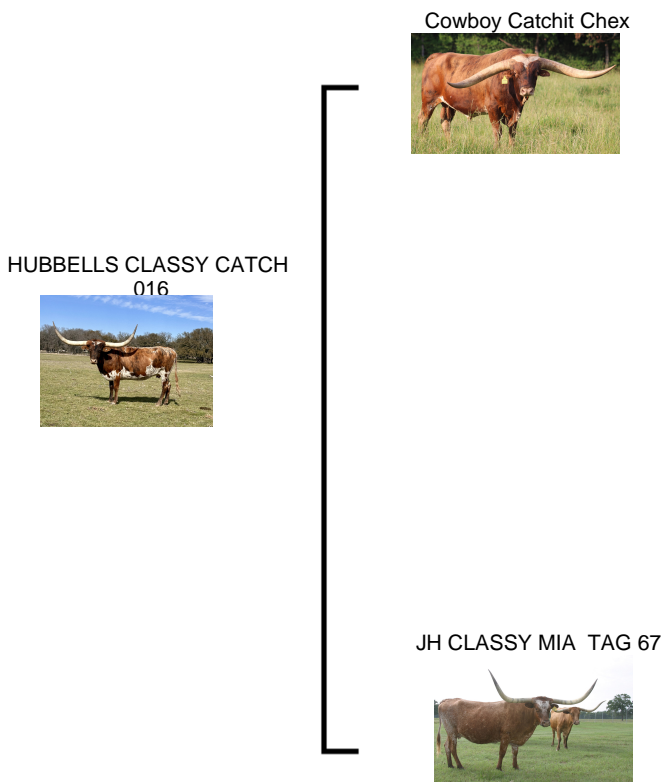 Cowboy Catchit Chex
HUBBELLS CLASSY CATCH
016
JH CLASSY MIA  TAG 67